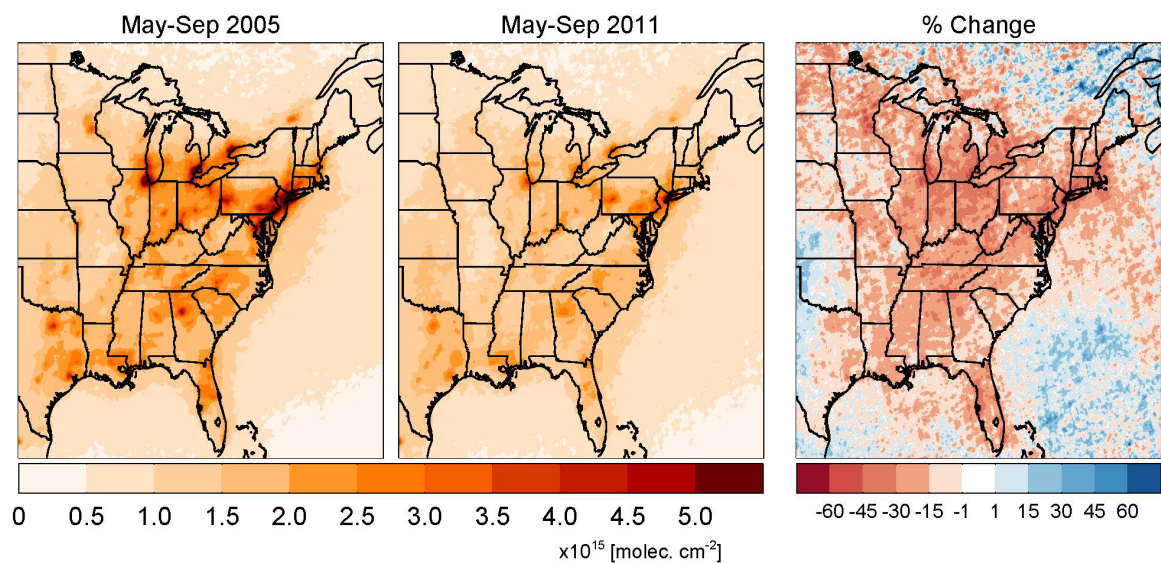 May-Sep 2005
May-Sep 2011
% Change
0 0.5 1.0 1.5 2.0 2.5 3.0 3.5 4.0 4.5 5.0
-60 -45 -30 -15 -1 1 15 30 45 60
x10¹⁵ [molec. cm⁻²]